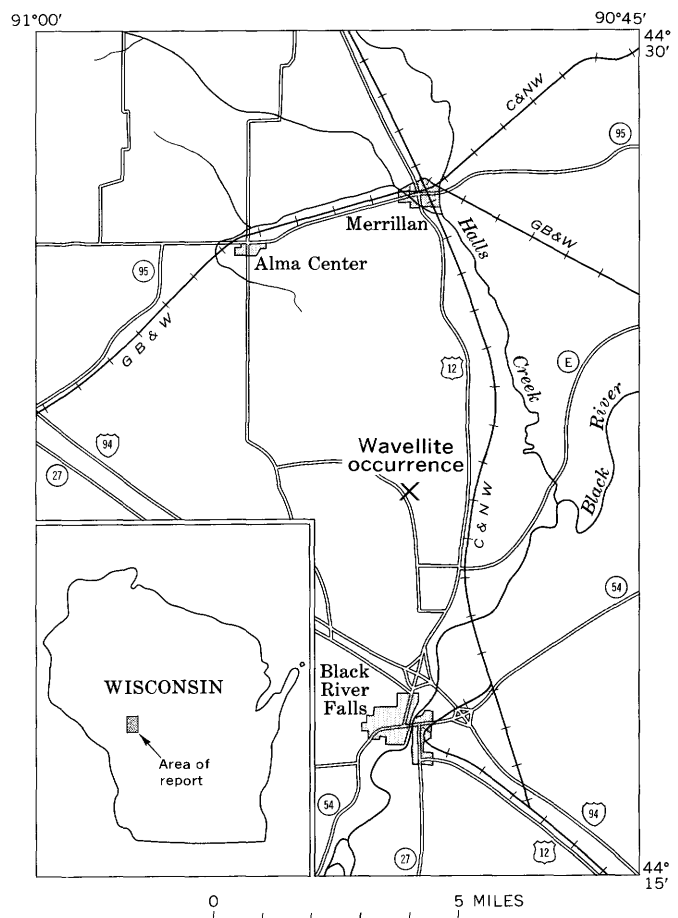 91°00'
90°45'
44°
30'
C&NW
95
Merrillan
Halls
GB&W
Alma Center
95
GB&W
12
E
Creek
River
Black
94
27
Wavellite
occurrence
C&NW
54
WISCONSIN
Area of
report
Black
River
Falls
54
27
12
94
44°
15'
0
5 MILES